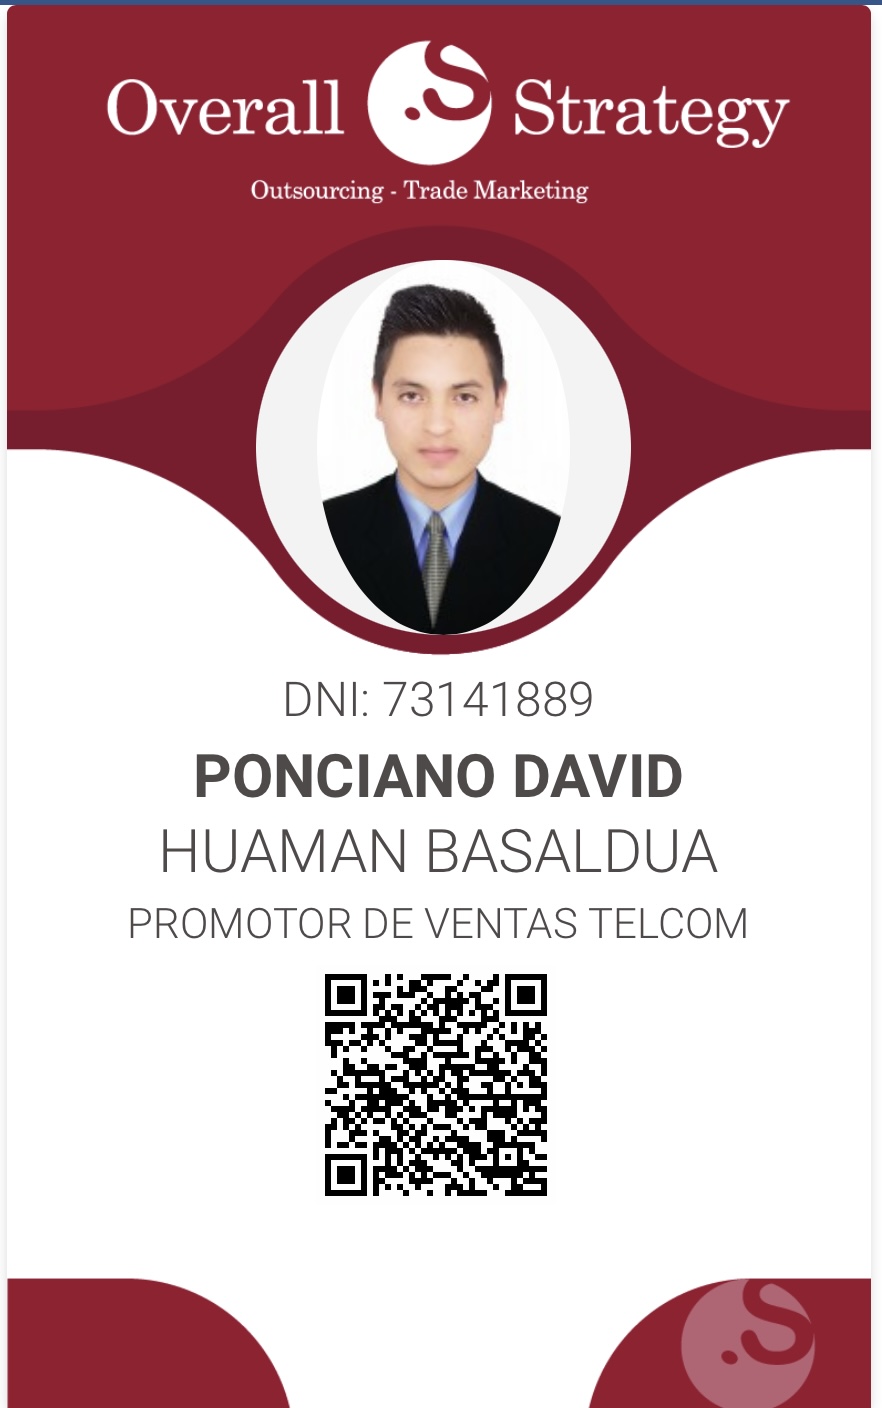 Overall Strategy
Outsourcing - Trade Marketing
DNI: 73141889
PONCIANO DAVID
HUAMAN BASALDUA
PROMOTOR DE VENTAS TELCOM